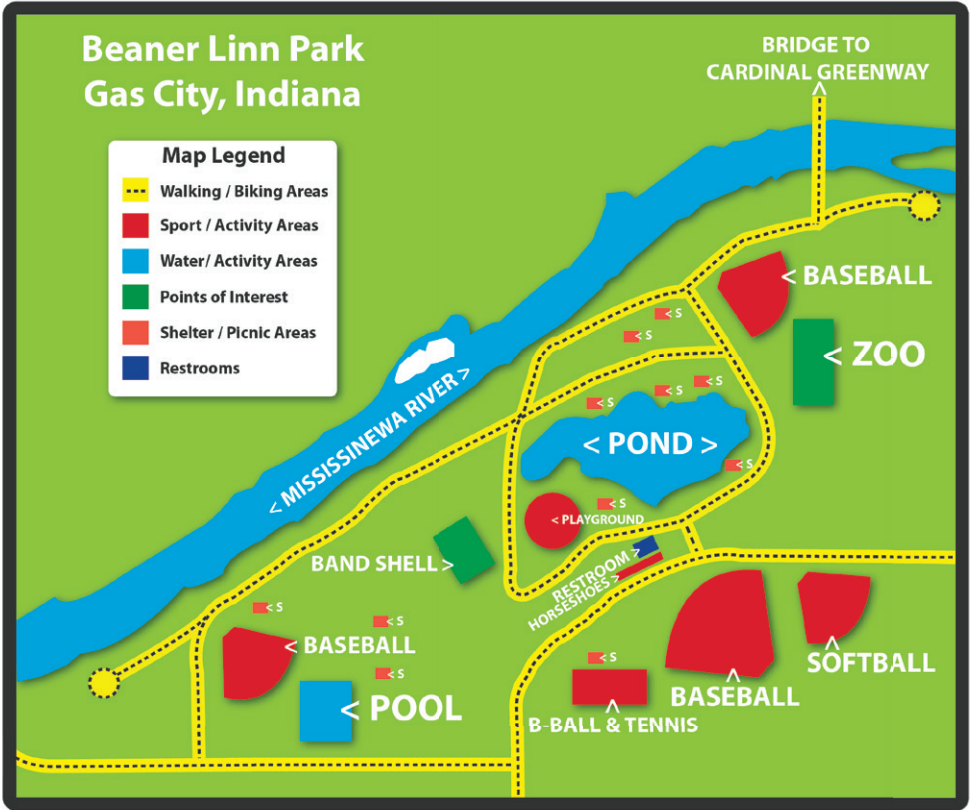 Beaner Linn Park
Gas City, Indiana
BRIDGE TO
CARDINAL GREENWAY
^
Map Legend
Walking / Biking Areas
Sport / Activity Areas
Water/ Activity Areas
Points of Interest
Shelter / Picnic Areas
Restrooms
< BASEBALL
< S
< S
< ZOO
< MISSISSINEWA RIVER >
< S
< S
< S
< POND >
< S
< S
< PLAYGROUND
BAND SHELL >
RESTROOM >
HORSESHOES >
< S
< S
< BASEBALL
< S
< S
< POOL
^
B-BALL & TENNIS
^
BASEBALL
^
SOFTBALL